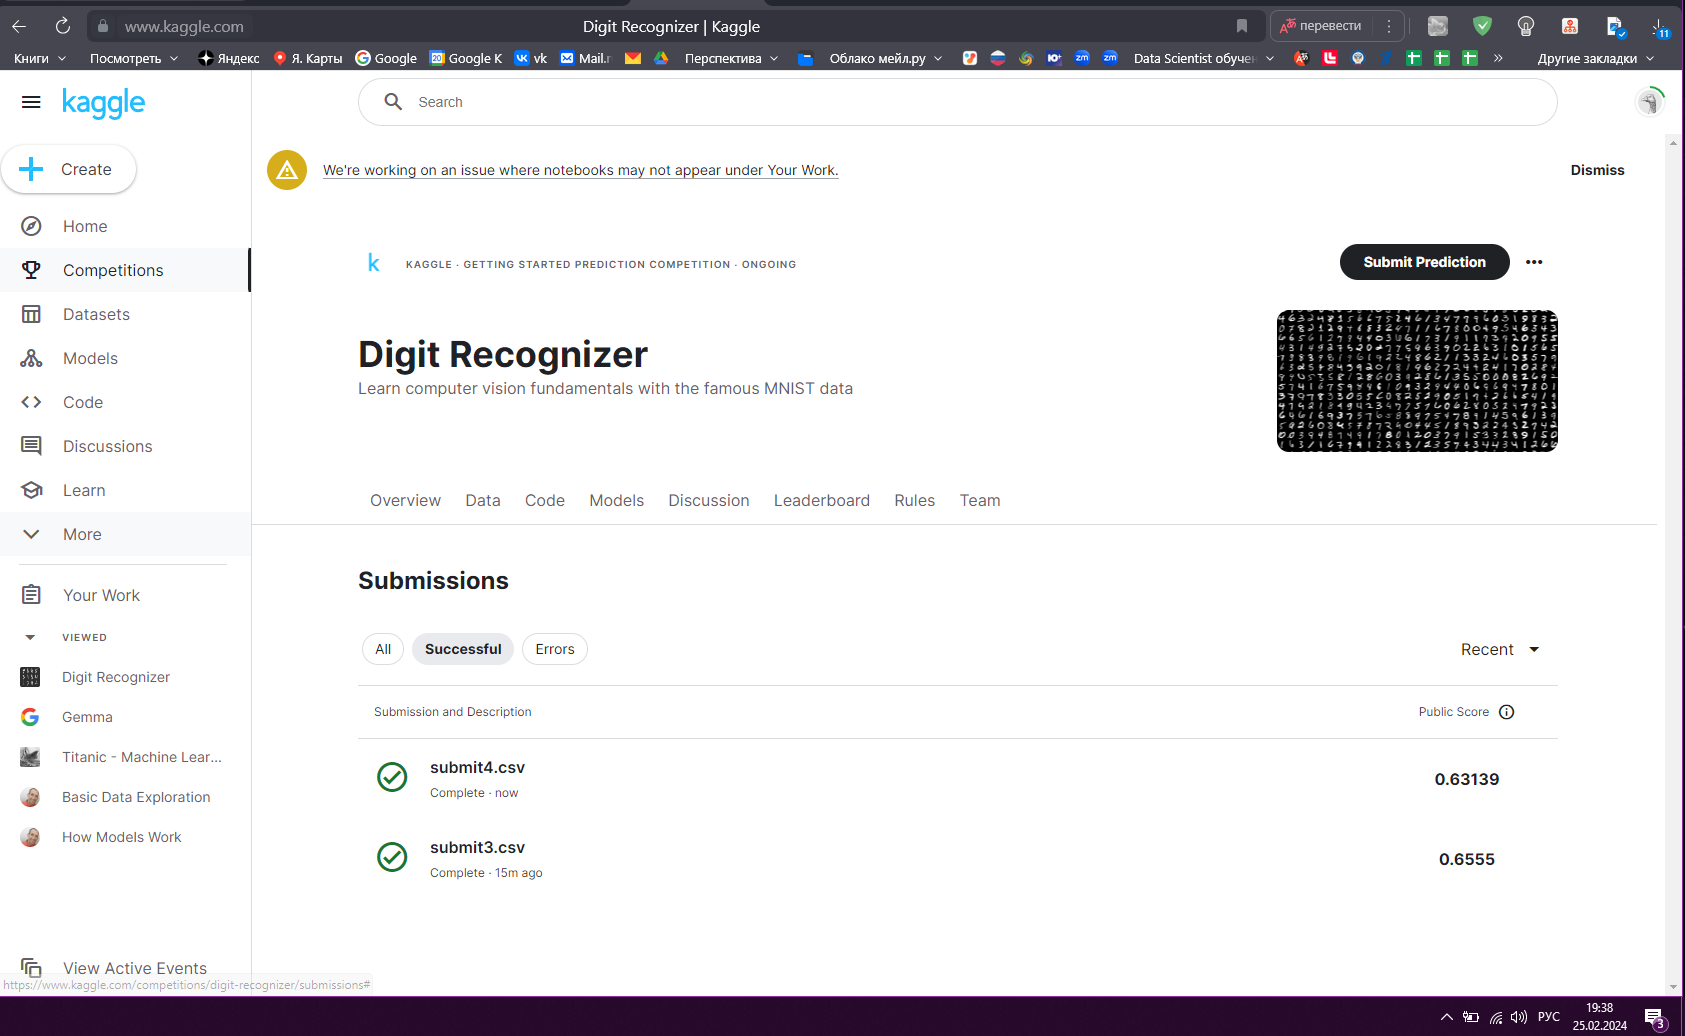 www.kaggle.com
Digit Recognizer | Kaggle
перевести
11
Книги
Посмотреть
Яндекс
Я. Карты
Google
Google K
vk
Mail.r
Перспектива
Облако мейл.ру
Data Scientist обучен
Другие закладки
kaggle
Search
Create
We're working on an issue where notebooks may not appear under Your Work.
Dismiss
Home
Competitions
Datasets
Models
Code
Discussions
Learn
More
Your Work
VIEWED
Digit Recognizer
Gemma
Titanic - Machine Lear...
Basic Data Exploration
How Models Work
View Active Events
k
KAGGLE · GETTING STARTED PREDICTION COMPETITION · ONGOING
Submit Prediction
Digit Recognizer
Learn computer vision fundamentals with the famous MNIST data
Overview
Data
Code
Models
Discussion
Leaderboard
Rules
Team
Submissions
All
Successful
Errors
Recent
Submission and Description
Public Score
submit4.csv
Complete · now
0.63139
submit3.csv
Complete · 15m ago
0.6555
https://www.kaggle.com/competitions/digit-recognizer/submissions#
РУС
19:38
25.02.2024
3